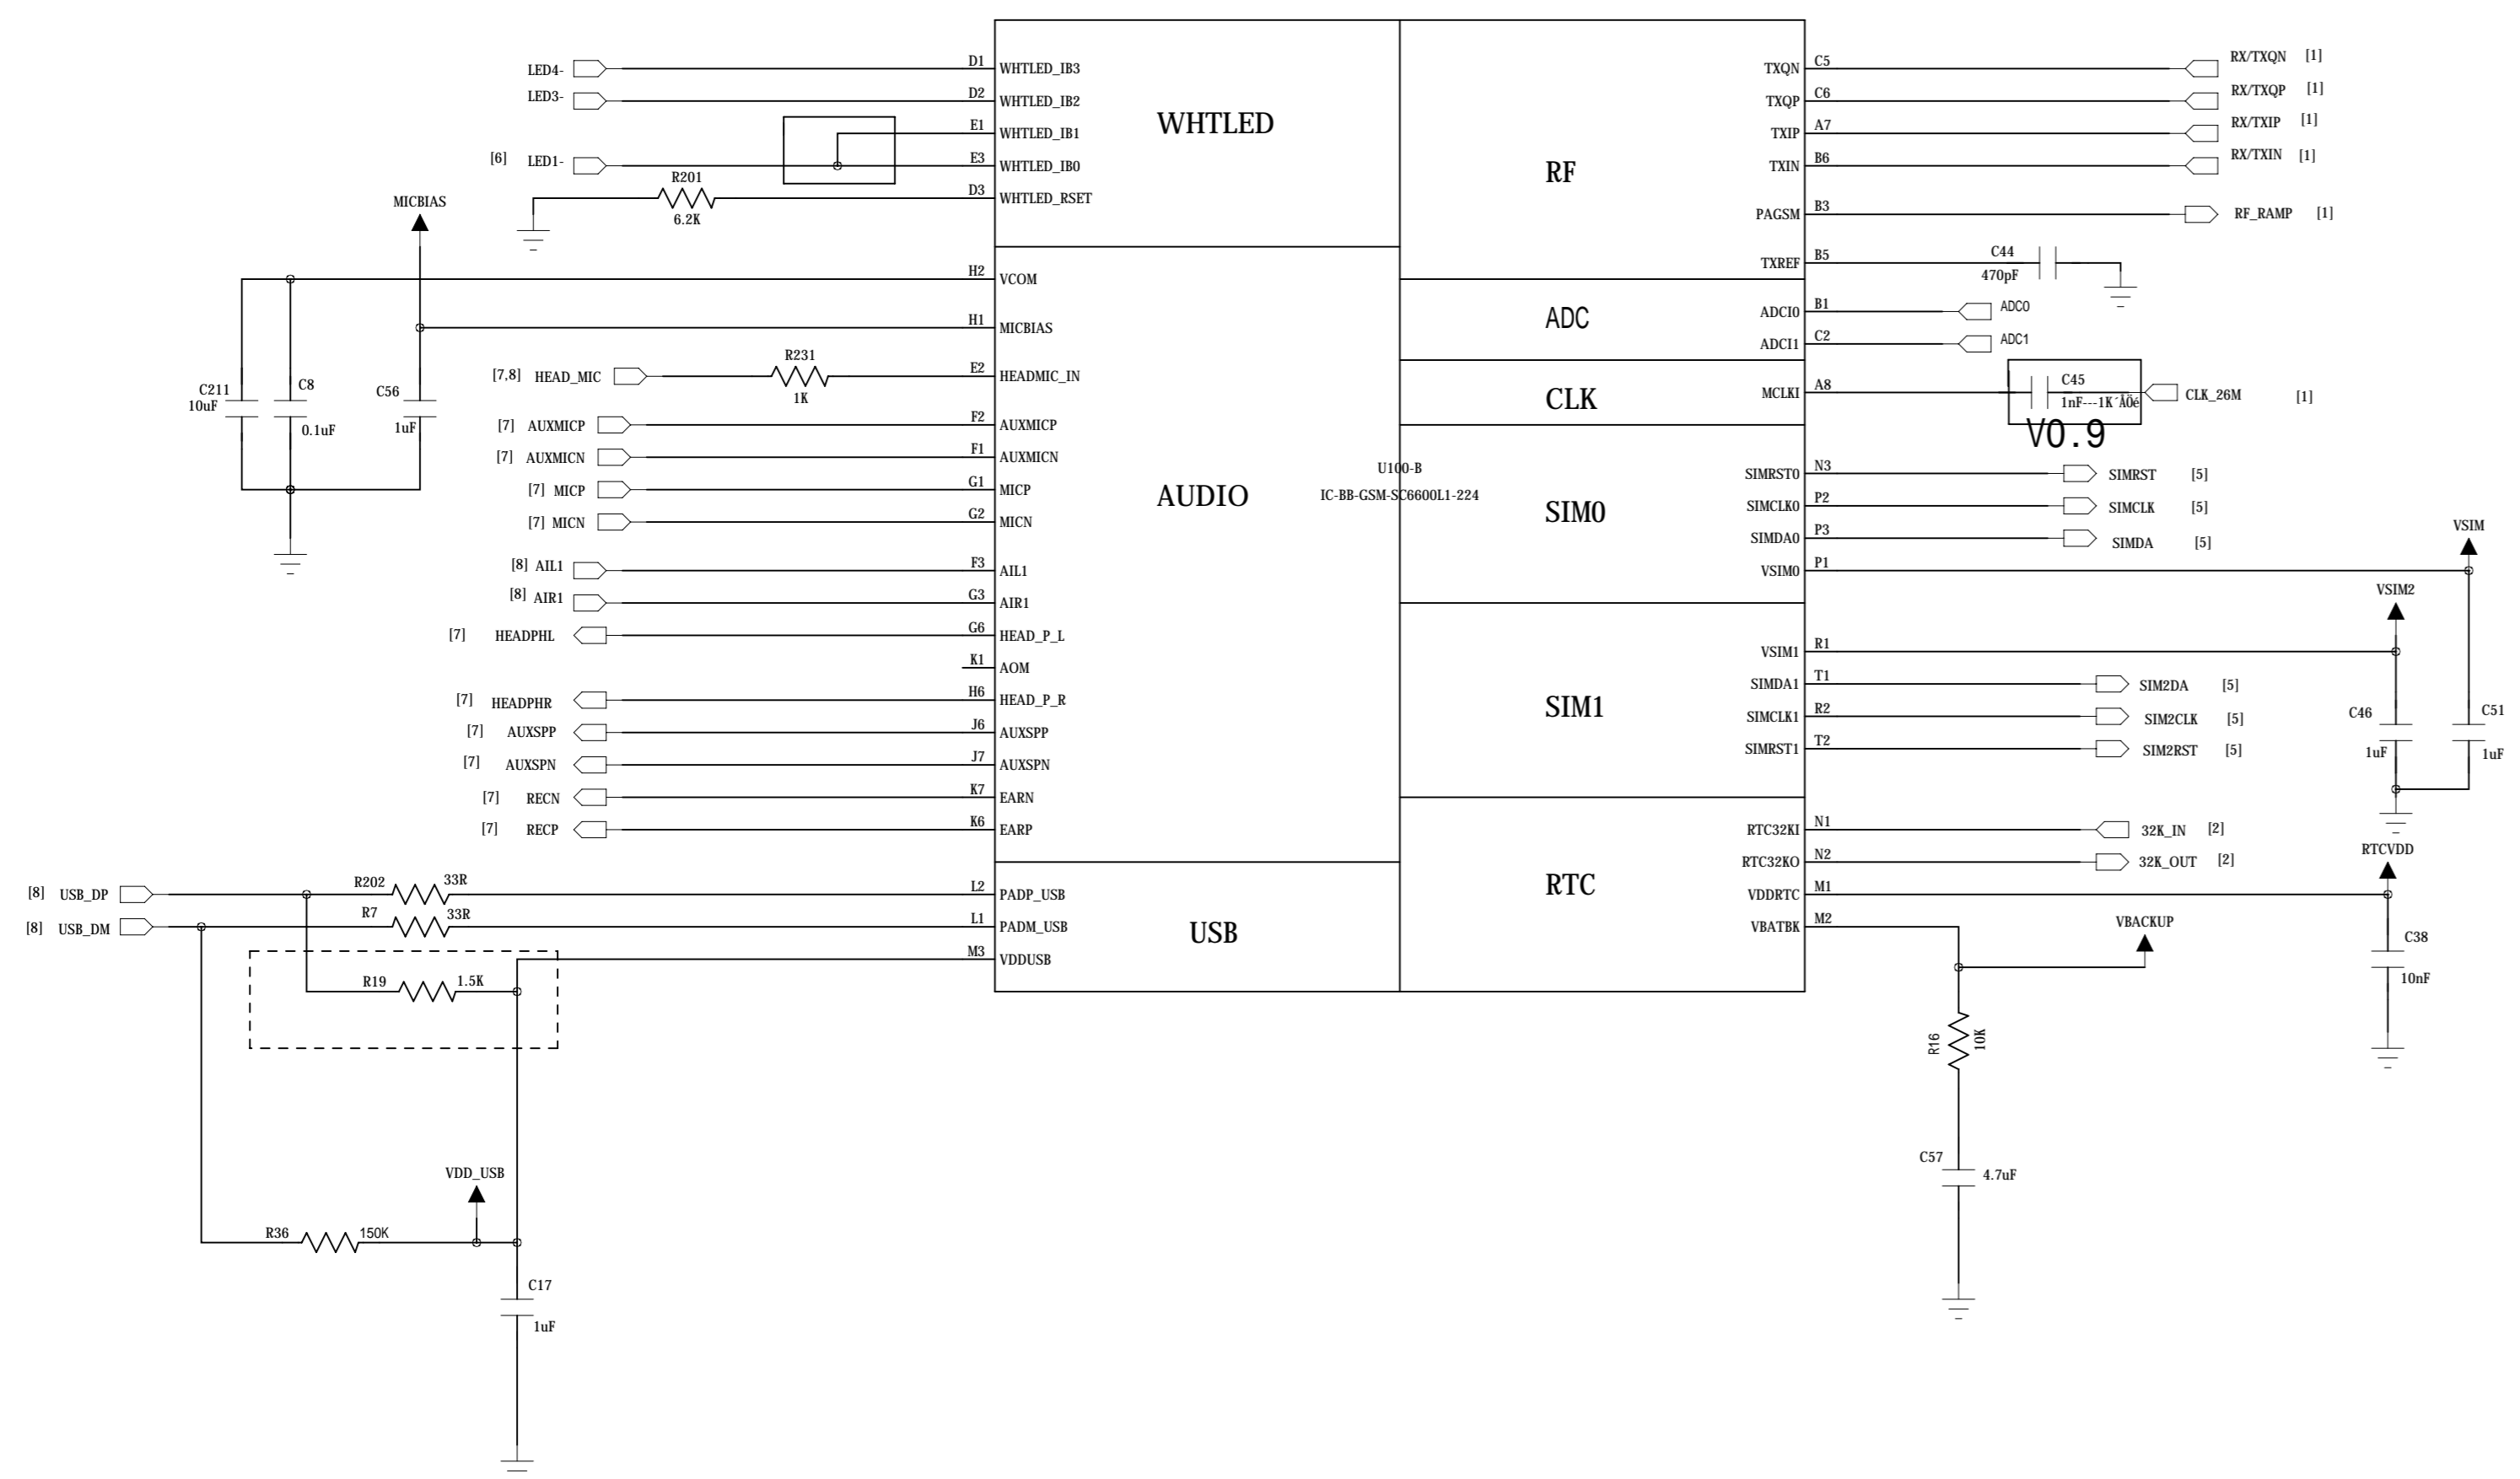 LED4-
D1 WHTLED_IB3
LED3-
D2 WHTLED_IB2
E1 WHTLED_IB1
[6] LED1-
E3 WHTLED_IB0
R201
6.2K
D3 WHTLED_RSET
WHTLED
MICBIAS
H2 VCOM
H1 MICBIAS
C211
10uF
C8
0.1uF
C56
1uF
[7,8] HEAD_MIC
R231
1K
E2 HEADMIC_IN
[7] AUXMICP
F2 AUXMICP
[7] AUXMICN
F1 AUXMICN
[7] MICP
G1 MICP
[7] MICN
G2 MICN
AUDIO
[8] AIL1
F3 AIL1
[8] AIR1
G3 AIR1
[7] HEADPHL
G6 HEAD_P_L
K1 AOM
[7] HEADPHR
H6 HEAD_P_R
[7] AUXSPP
J6 AUXSPP
[7] AUXSPN
J7 AUXSPN
[7] RECN
K7 EARN
[7] RECP
K6 EARP
[8] USB_DP
R202 33R
L2 PADP_USB
[8] USB_DM
R7 33R
L1 PADM_USB
M3 VDDUSB
USB
R19 1.5K
VDD_USB
R36 150K
C17
1uF
U100-B
IC-BB-GSM-SC6600L1-224
RF
TXQN C5
RX/TXQN [1]
TXQP C6
RX/TXQP [1]
TXIP A7
RX/TXIP [1]
TXIN B6
RX/TXIN [1]
PAGSM B3
RF_RAMP [1]
TXREF B5
C44
470pF
ADC
ADCI0 B1
ADC0
ADCI1 C2
ADC1
CLK
MCLKI A8
C45
1nF---1K´ÅÖé
CLK_26M [1]
V0.9
SIM0
SIMRST0 N3
SIMRST [5]
SIMCLK0 P2
SIMCLK [5]
SIMDA0 P3
SIMDA [5]
VSIM0 P1
VSIM
VSIM2
SIM1
VSIM1 R1
SIMDA1 T1
SIM2DA [5]
SIMCLK1 R2
SIM2CLK [5]
SIMRST1 T2
SIM2RST [5]
C46
1uF
C51
1uF
RTC
RTC32KI N1
32K_IN [2]
RTC32KO N2
32K_OUT [2]
RTCVDD
VDDRTC M1
VBATBK M2
VBACKUP
C38
10nF
R16
10K
C57
4.7uF